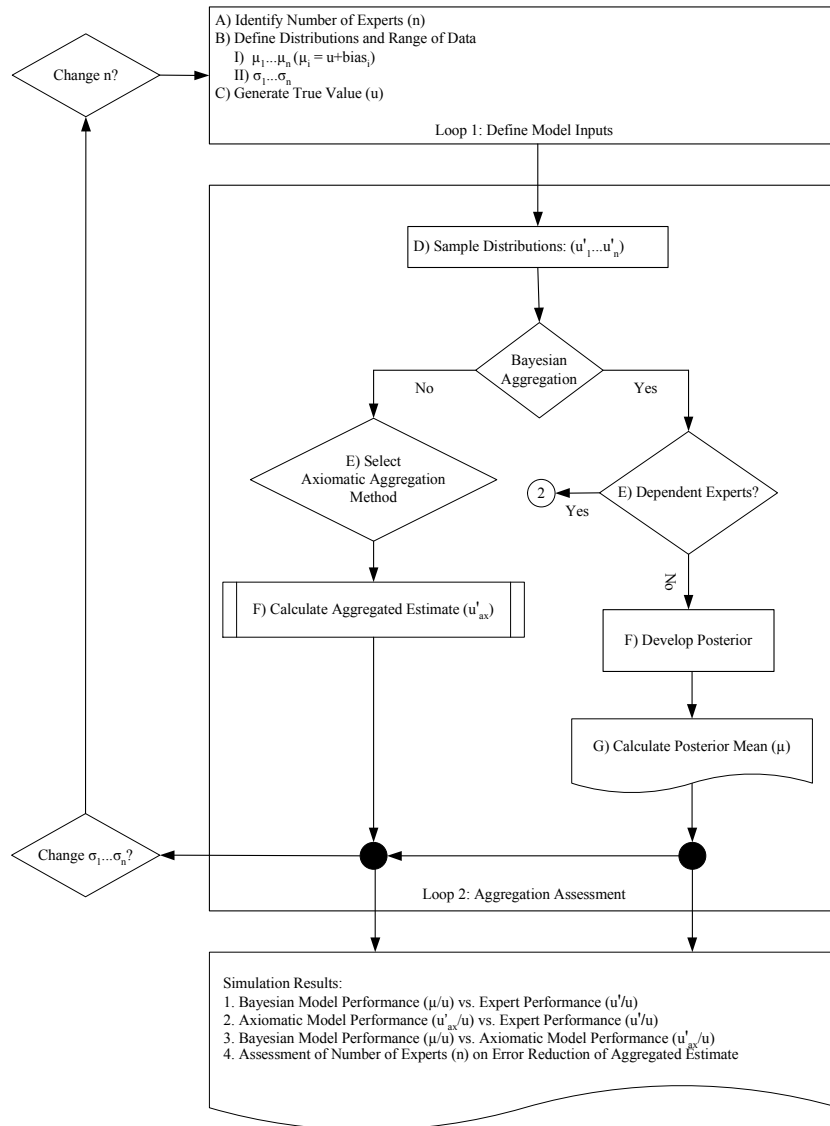 A) Identify Number of Experts (n)
B) Define Distributions and Range of Data
I) μ₁...μₙ (μᵢ = u+biasᵢ)
II) σ₁...σₙ
C) Generate True Value (u)
Loop 1: Define Model Inputs
Change n?
D) Sample Distributions: (u'₁...u'ₙ)
Bayesian
Aggregation
No
Yes
E) Select
Axiomatic Aggregation
Method
E) Dependent Experts?
2
Yes
No
F) Calculate Aggregated Estimate (u'ax)
F) Develop Posterior
G) Calculate Posterior Mean (μ)
Change σ₁...σₙ?
Loop 2: Aggregation Assessment
Simulation Results:
1. Bayesian Model Performance (μ/u) vs. Expert Performance (u'/u)
2. Axiomatic Model Performance (u'ax/u) vs. Expert Performance (u'/u)
3. Bayesian Model Performance (μ/u) vs. Axiomatic Model Performance (u'ax/u)
4. Assessment of Number of Experts (n) on Error Reduction of Aggregated Estimate